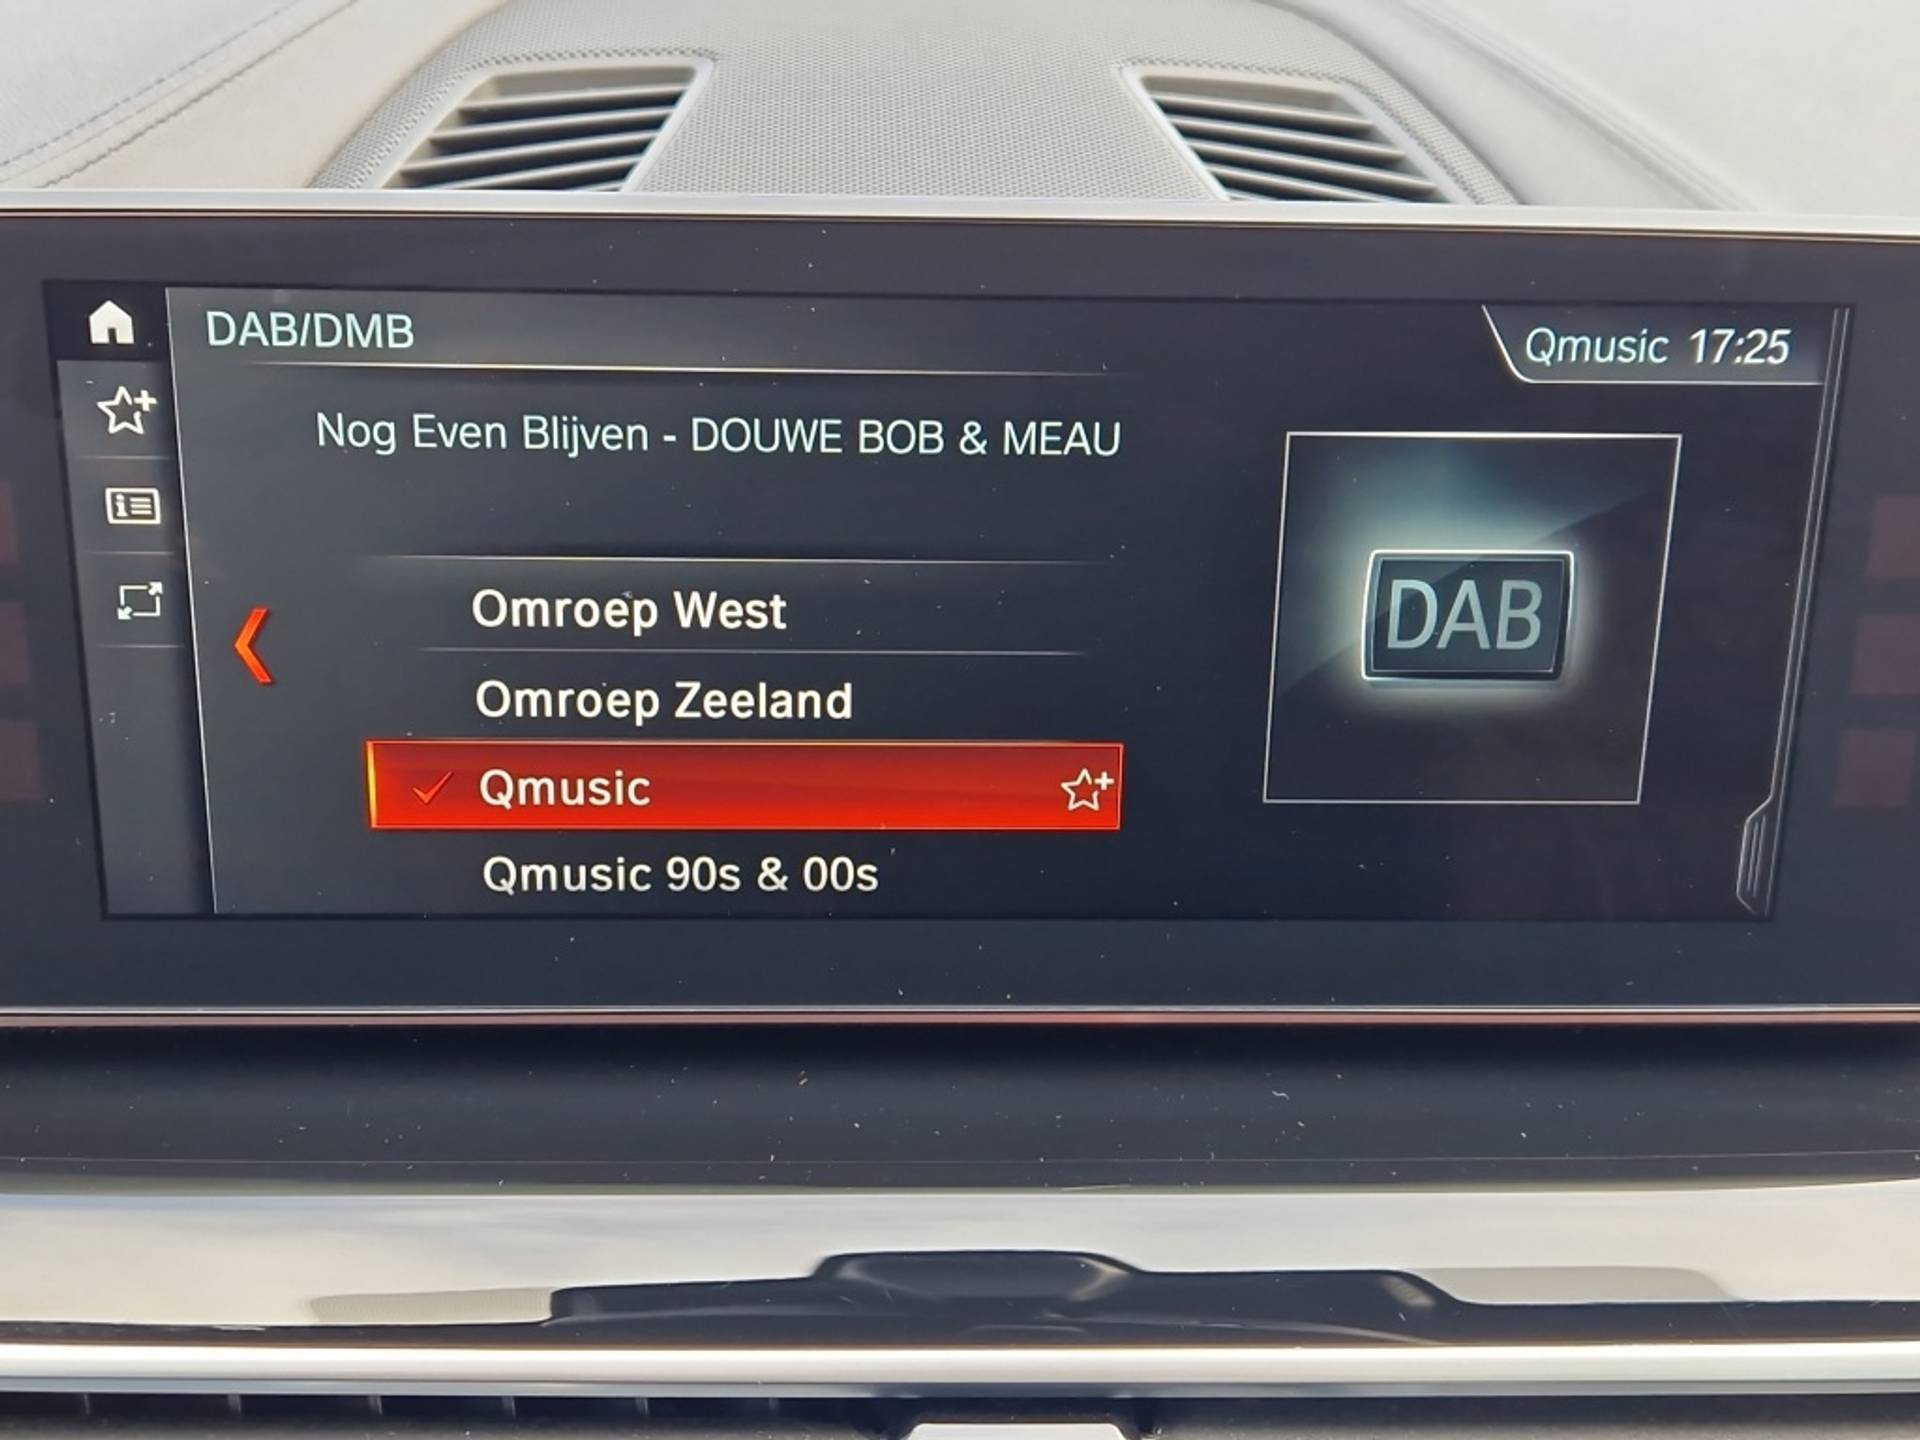 DAB/DMB
Qmusic 17:25
Nog Even Blijven - DOUWE BOB & MEAU
Omroep West
DAB
Omroep Zeeland
Qmusic
Qmusic 90s & 00s